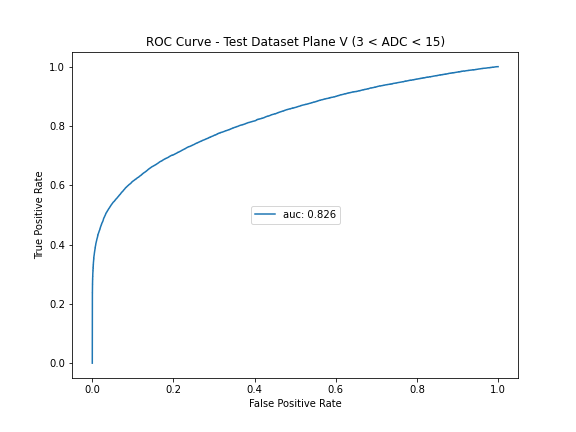 ROC Curve - Test Dataset Plane V (3 < ADC < 15)
True Positive Rate
1.0
0.8
0.6
0.4
0.2
0.0
auc: 0.826
0.0 0.2 0.4 0.6 0.8 1.0
False Positive Rate